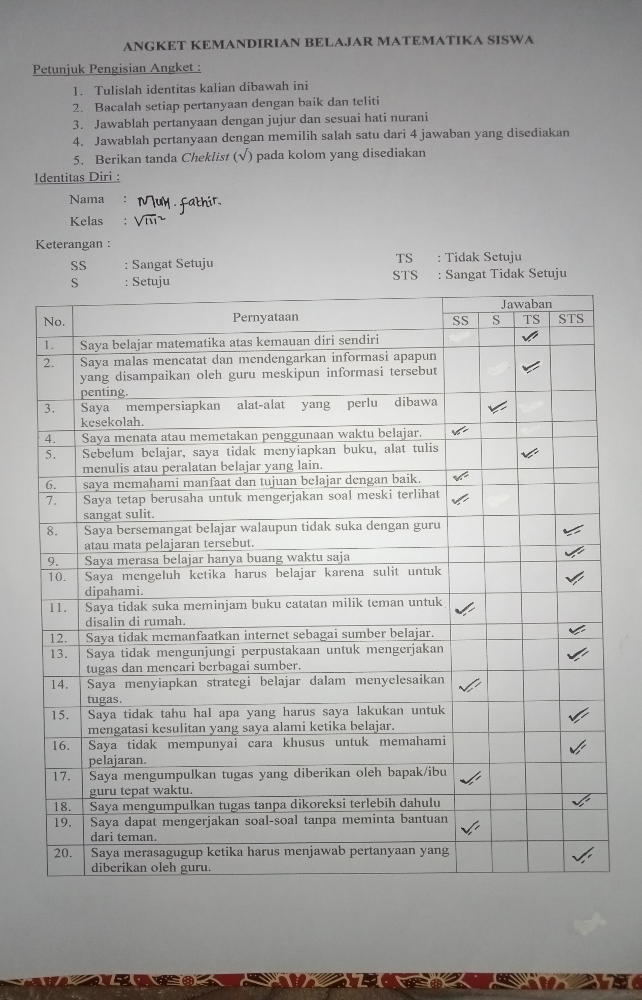 ANGKET KEMANDIRIAN BELAJAR MATEMATIKA SISWA
Petunjuk Pengisian Angket :
1. Tulislah identitas kalian dibawah ini
2. Bacalah setiap pertanyaan dengan baik dan teliti
3. Jawablah pertanyaan dengan jujur dan sesuai hati nurani
4. Jawablah pertanyaan dengan memilih salah satu dari 4 jawaban yang disediakan
5. Berikan tanda Cheklist (√) pada kolom yang disediakan
Identitas Diri :
Nama : Muh. fathir.
Kelas : VIII²
Keterangan :
SS : Sangat Setuju TS : Tidak Setuju
S : Setuju STS : Sangat Tidak Setuju
No. Pernyataan Jawaban
SS S TS STS
1. Saya belajar matematika atas kemauan diri sendiri
2. Saya malas mencatat dan mendengarkan informasi apapun
yang disampaikan oleh guru meskipun informasi tersebut
penting.
3. Saya mempersiapkan alat-alat yang perlu dibawa
kesekolah.
4. Saya menata atau memetakan penggunaan waktu belajar.
5. Sebelum belajar, saya tidak menyiapkan buku, alat tulis
menulis atau peralatan belajar yang lain.
6. saya memahami manfaat dan tujuan belajar dengan baik.
7. Saya tetap berusaha untuk mengerjakan soal meski terlihat
sangat sulit.
8. Saya bersemangat belajar walaupun tidak suka dengan guru
atau mata pelajaran tersebut.
9. Saya merasa belajar hanya buang waktu saja
10. Saya mengeluh ketika harus belajar karena sulit untuk
dipahami.
11. Saya tidak suka meminjam buku catatan milik teman untuk
disalin di rumah.
12. Saya tidak memanfaatkan internet sebagai sumber belajar.
13. Saya tidak mengunjungi perpustakaan untuk mengerjakan
tugas dan mencari berbagai sumber.
14. Saya menyiapkan strategi belajar dalam menyelesaikan
tugas.
15. Saya tidak tahu hal apa yang harus saya lakukan untuk
mengatasi kesulitan yang saya alami ketika belajar.
16. Saya tidak mempunyai cara khusus untuk memahami
pelajaran.
17. Saya mengumpulkan tugas yang diberikan oleh bapak/ibu
guru tepat waktu.
18. Saya mengumpulkan tugas tanpa dikoreksi terlebih dahulu
19. Saya dapat mengerjakan soal-soal tanpa meminta bantuan
dari teman.
20. Saya merasagugup ketika harus menjawab pertanyaan yang
diberikan oleh guru.